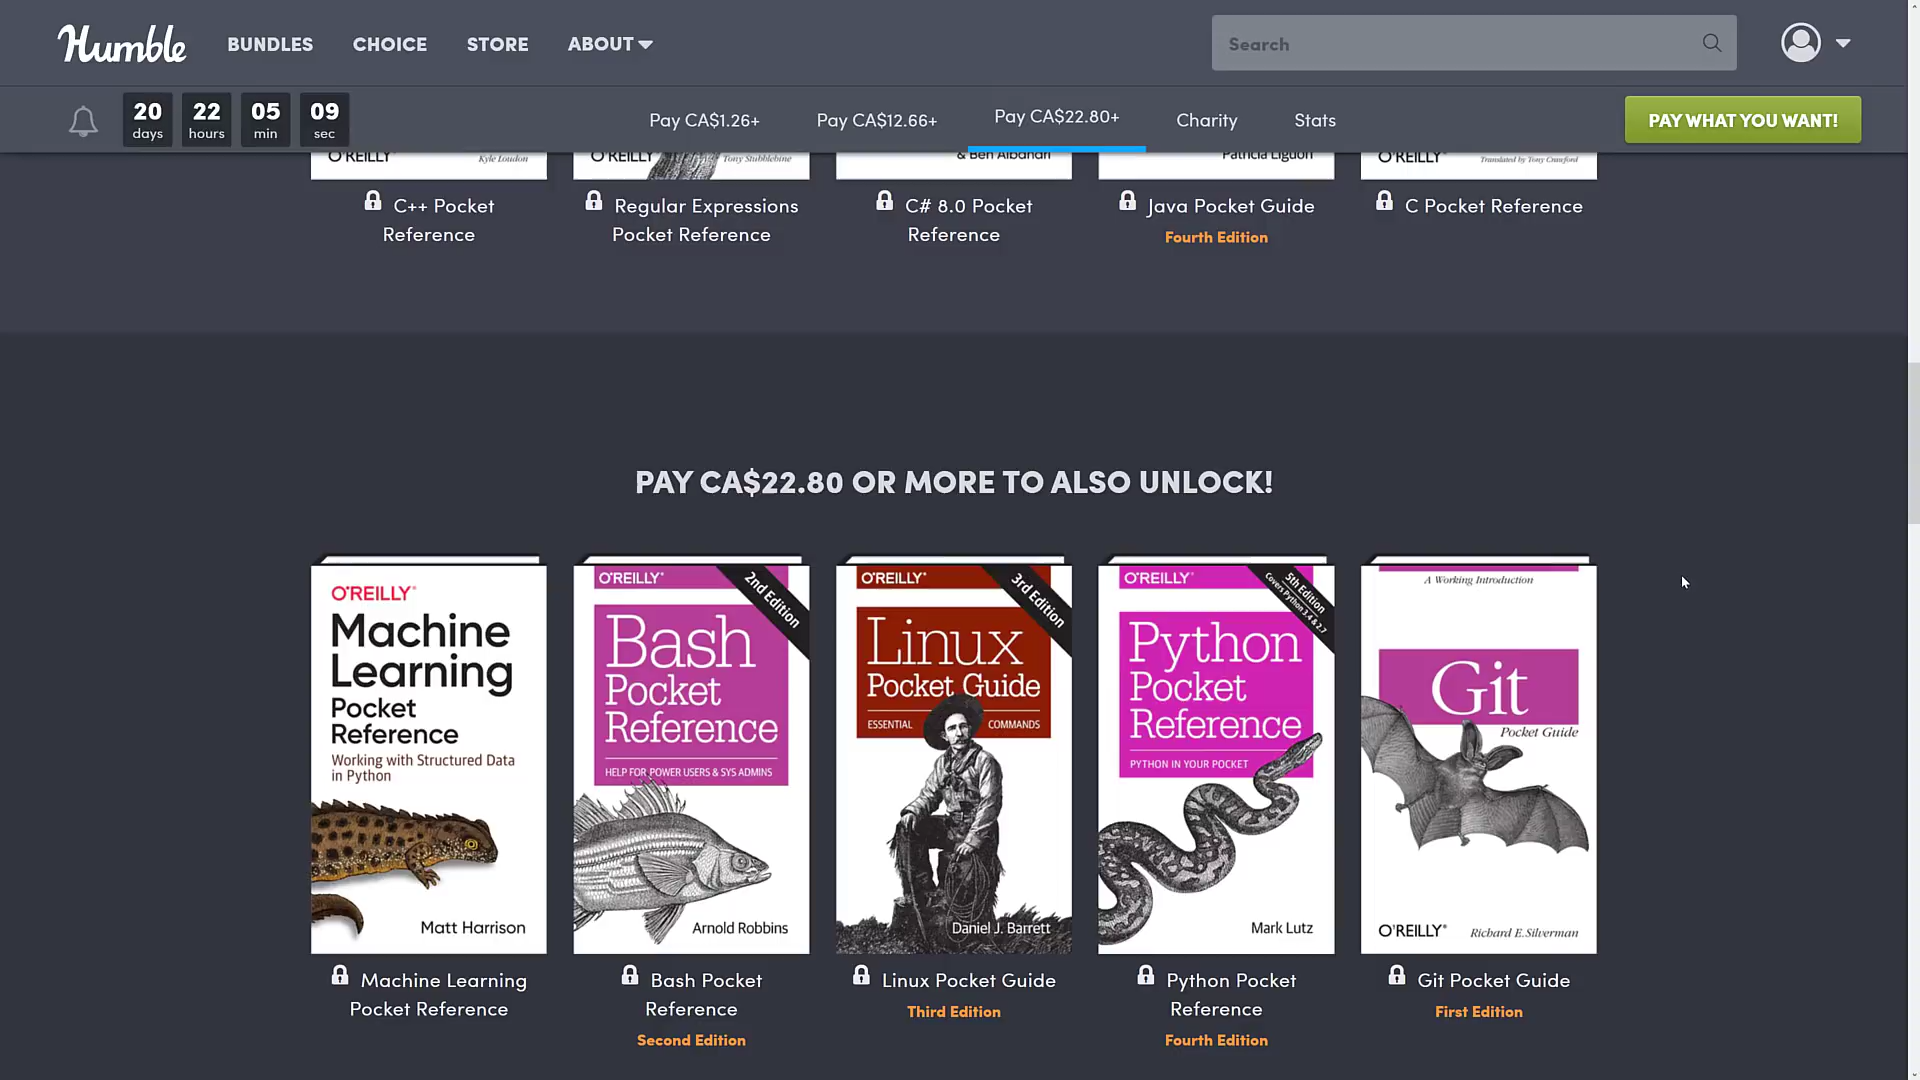 Humble
BUNDLES
CHOICE
STORE
ABOUT
Search
20
days
22
hours
05
min
09
sec
Pay CA$1.26+
Pay CA$12.66+
Pay CA$22.80+
Charity
Stats
PAY WHAT YOU WANT!
O'REILLY
Kyle Loudon
O'REILLY
Tony Stubblebine
& Ben Albahari
Patricia Liguori
O'REILLY
Translated by Tony Crawford
C++ Pocket
Reference
Regular Expressions
Pocket Reference
C# 8.0 Pocket
Reference
Java Pocket Guide
Fourth Edition
C Pocket Reference
PAY CA$22.80 OR MORE TO ALSO UNLOCK!
O'REILLY
Machine
Learning
Pocket
Reference
Working with Structured Data
in Python
Matt Harrison
O'REILLY
2nd Edition
Bash
Pocket
Reference
HELP FOR POWER USERS & SYS ADMINS
Arnold Robbins
O'REILLY
3rd Edition
Linux
Pocket Guide
ESSENTIAL COMMANDS
Daniel J. Barrett
O'REILLY
5th Edition
Covers Python 3.4 & 2.7
Python
Pocket
Reference
PYTHON IN YOUR POCKET
Mark Lutz
A Working Introduction
Git
Pocket Guide
O'REILLY
Richard E. Silverman
Machine Learning
Pocket Reference
Bash Pocket
Reference
Second Edition
Linux Pocket Guide
Third Edition
Python Pocket
Reference
Fourth Edition
Git Pocket Guide
First Edition